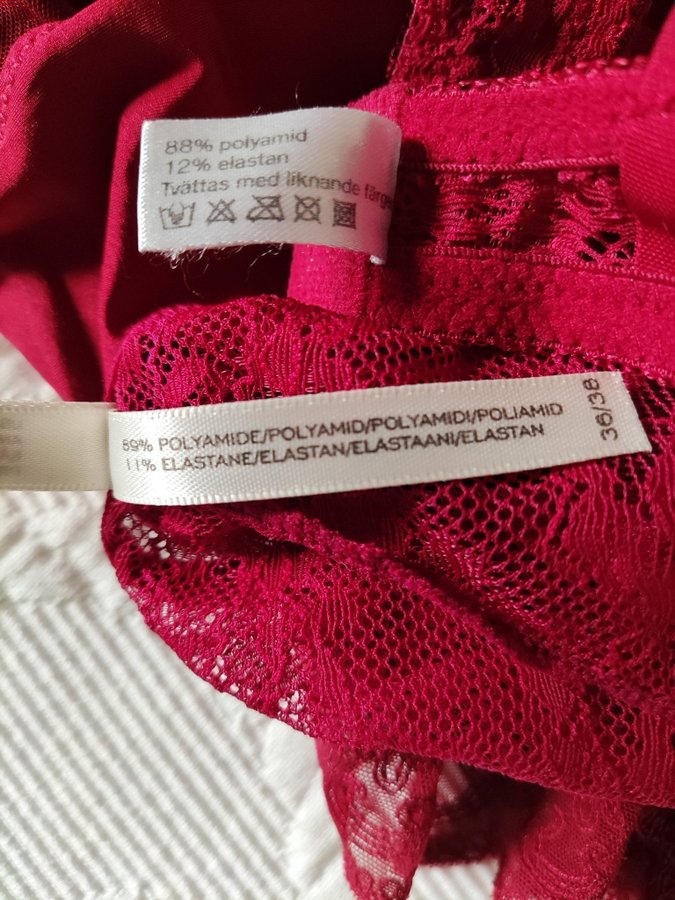 88% polyamid
12% elastan
Tvättas med liknande
89% POLYAMIDE/POLYAMID/POLYAMIDI/POLIAMID
11% ELASTANE/ELASTAN/ELASTAANI/ELASTAN
36/38